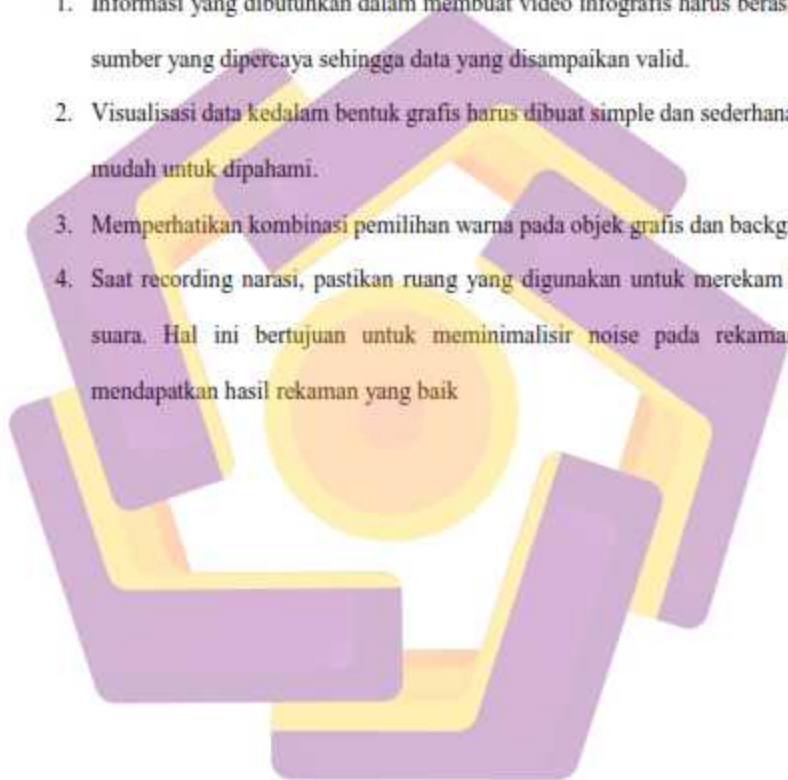 1. Informasi yang dibutuhkan dalam membuat video infografis harus beras
sumber yang dipercaya sehingga data yang disampaikan valid.
2. Visualisasi data kedalam bentuk grafis harus dibuat simple dan sederhana
mudah untuk dipahami.
3. Memperhatikan kombinasi pemilihan warna pada objek grafis dan backg
4. Saat recording narasi, pastikan ruang yang digunakan untuk merekam
suara. Hal ini bertujuan untuk meminimalisir noise pada rekama
mendapatkan hasil rekaman yang baik